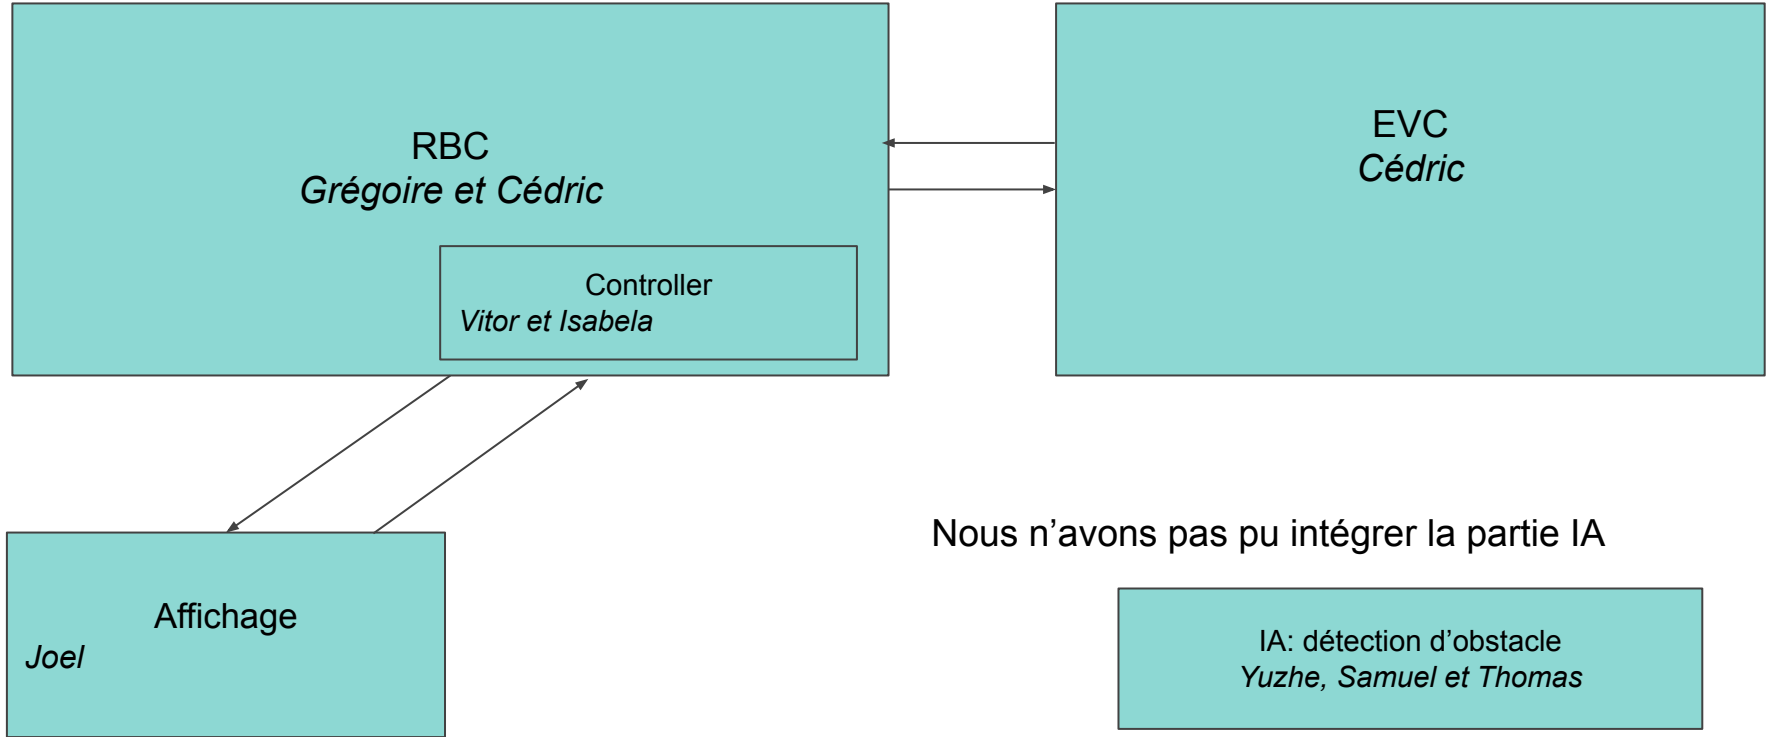 RBC
Grégoire et Cédric
Controller
Vitor et Isabela
EVC
Cédric
Affichage
Joel
Nous n’avons pas pu intégrer la partie IA
IA: détection d’obstacle
Yuzhe, Samuel et Thomas